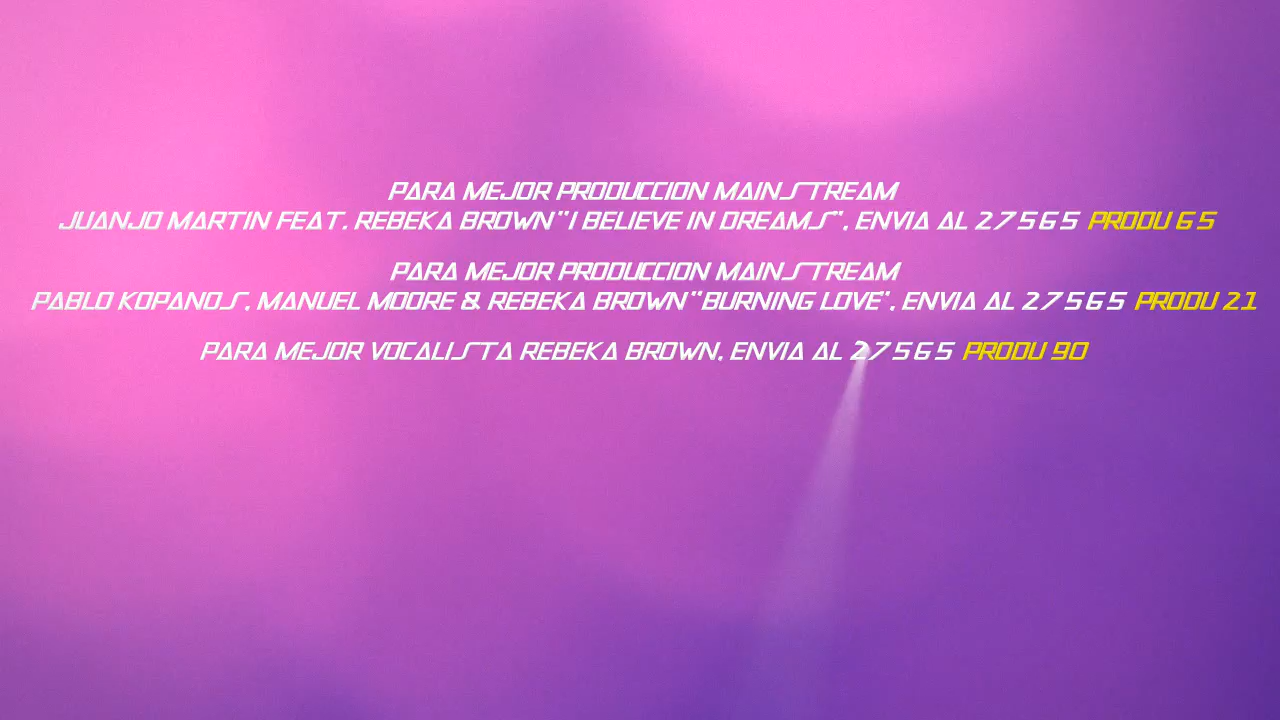 PARA MEJOR PRODUCCION MAINSTREAM
JUANJO MARTIN FEAT. REBEKA BROWN "I BELIEVE IN DREAMS", ENVIA AL 27565 PRODU 65
PARA MEJOR PRODUCCION MAINSTREAM
PABLO KOPANOS, MANUEL MOORE & REBEKA BROWN "BURNING LOVE", ENVIA AL 27565 PRODU 21
PARA MEJOR VOCALISTA REBEKA BROWN, ENVIA AL 27565 PRODU 90